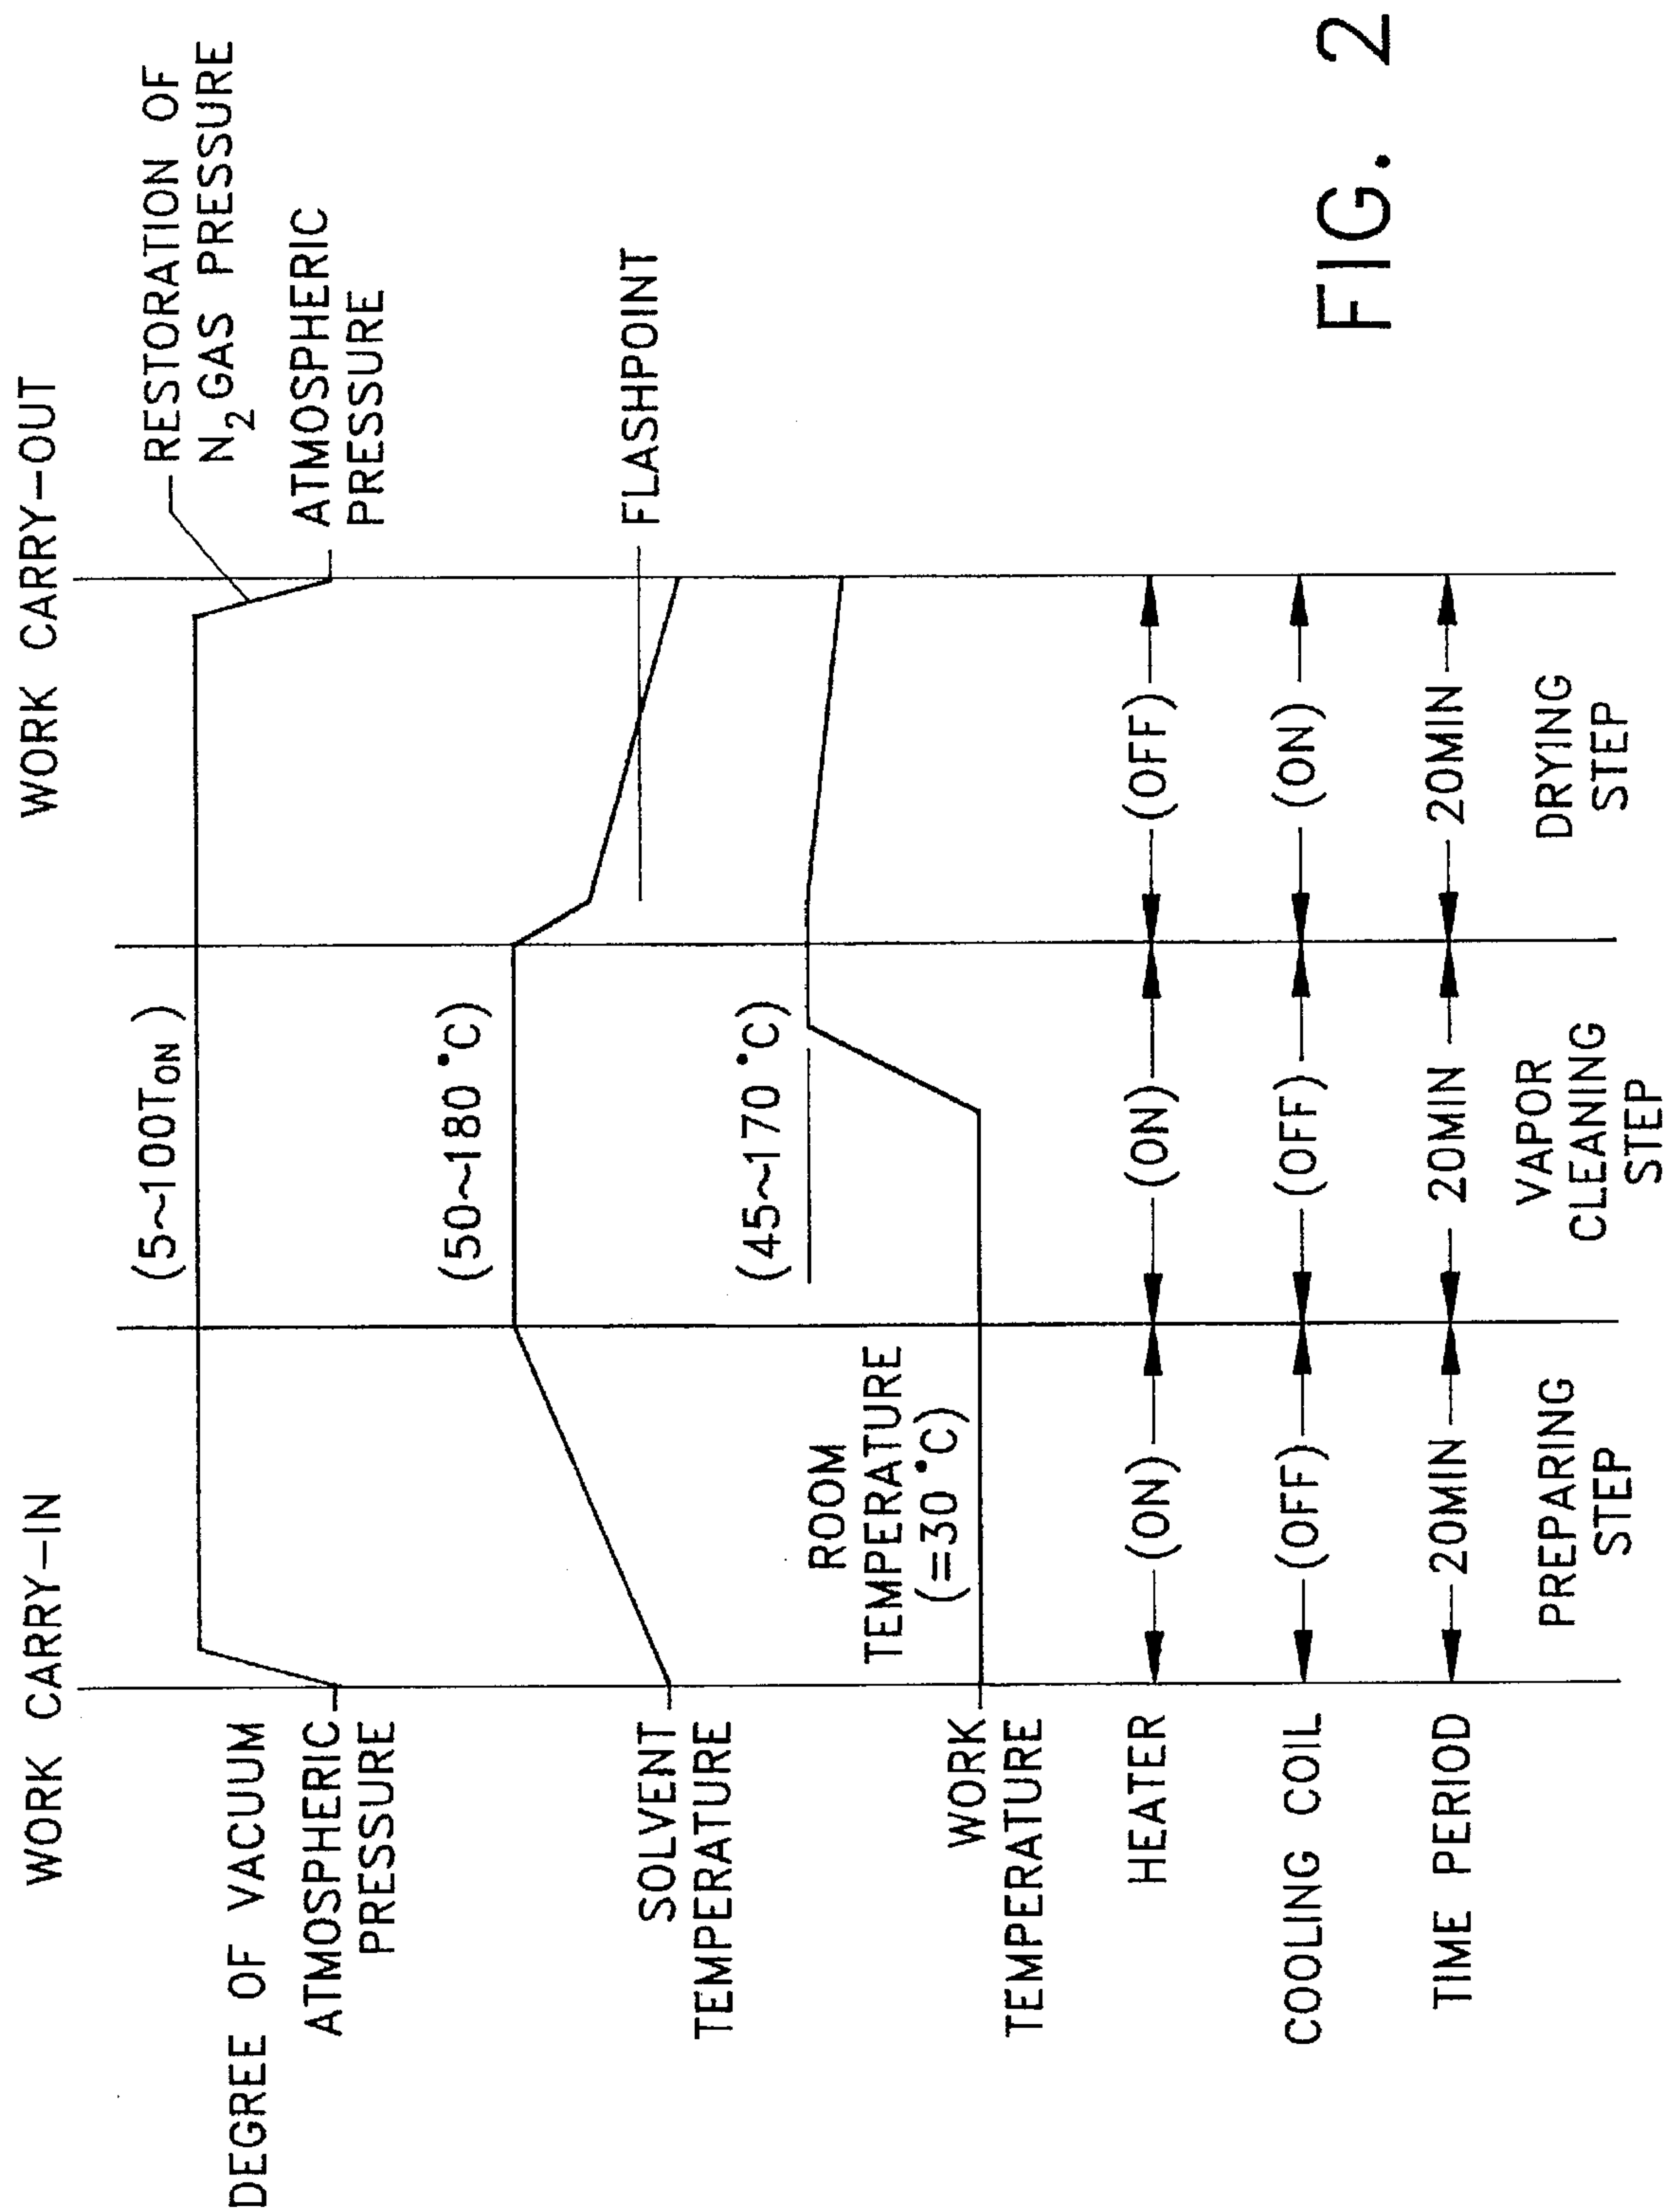 WORK CARRY-IN
WORK CARRY-OUT
DEGREE OF VACUUM
(5~100TON)
RESTORATION OF
N2 GAS PRESSURE
ATMOSPHERIC
PRESSURE
ATMOSPHERIC
PRESSURE
(50~180 °C)
SOLVENT
TEMPERATURE
FLASHPOINT
(45~170 °C)
ROOM
TEMPERATURE
(=30 °C)
WORK
TEMPERATURE
HEATER
(ON)
(ON)
(OFF)
COOLING COIL
(OFF)
(OFF)
(ON)
TIME PERIOD
20MIN
20MIN
20MIN
PREPARING
STEP
VAPOR
CLEANING
STEP
DRYING
STEP
FIG. 2